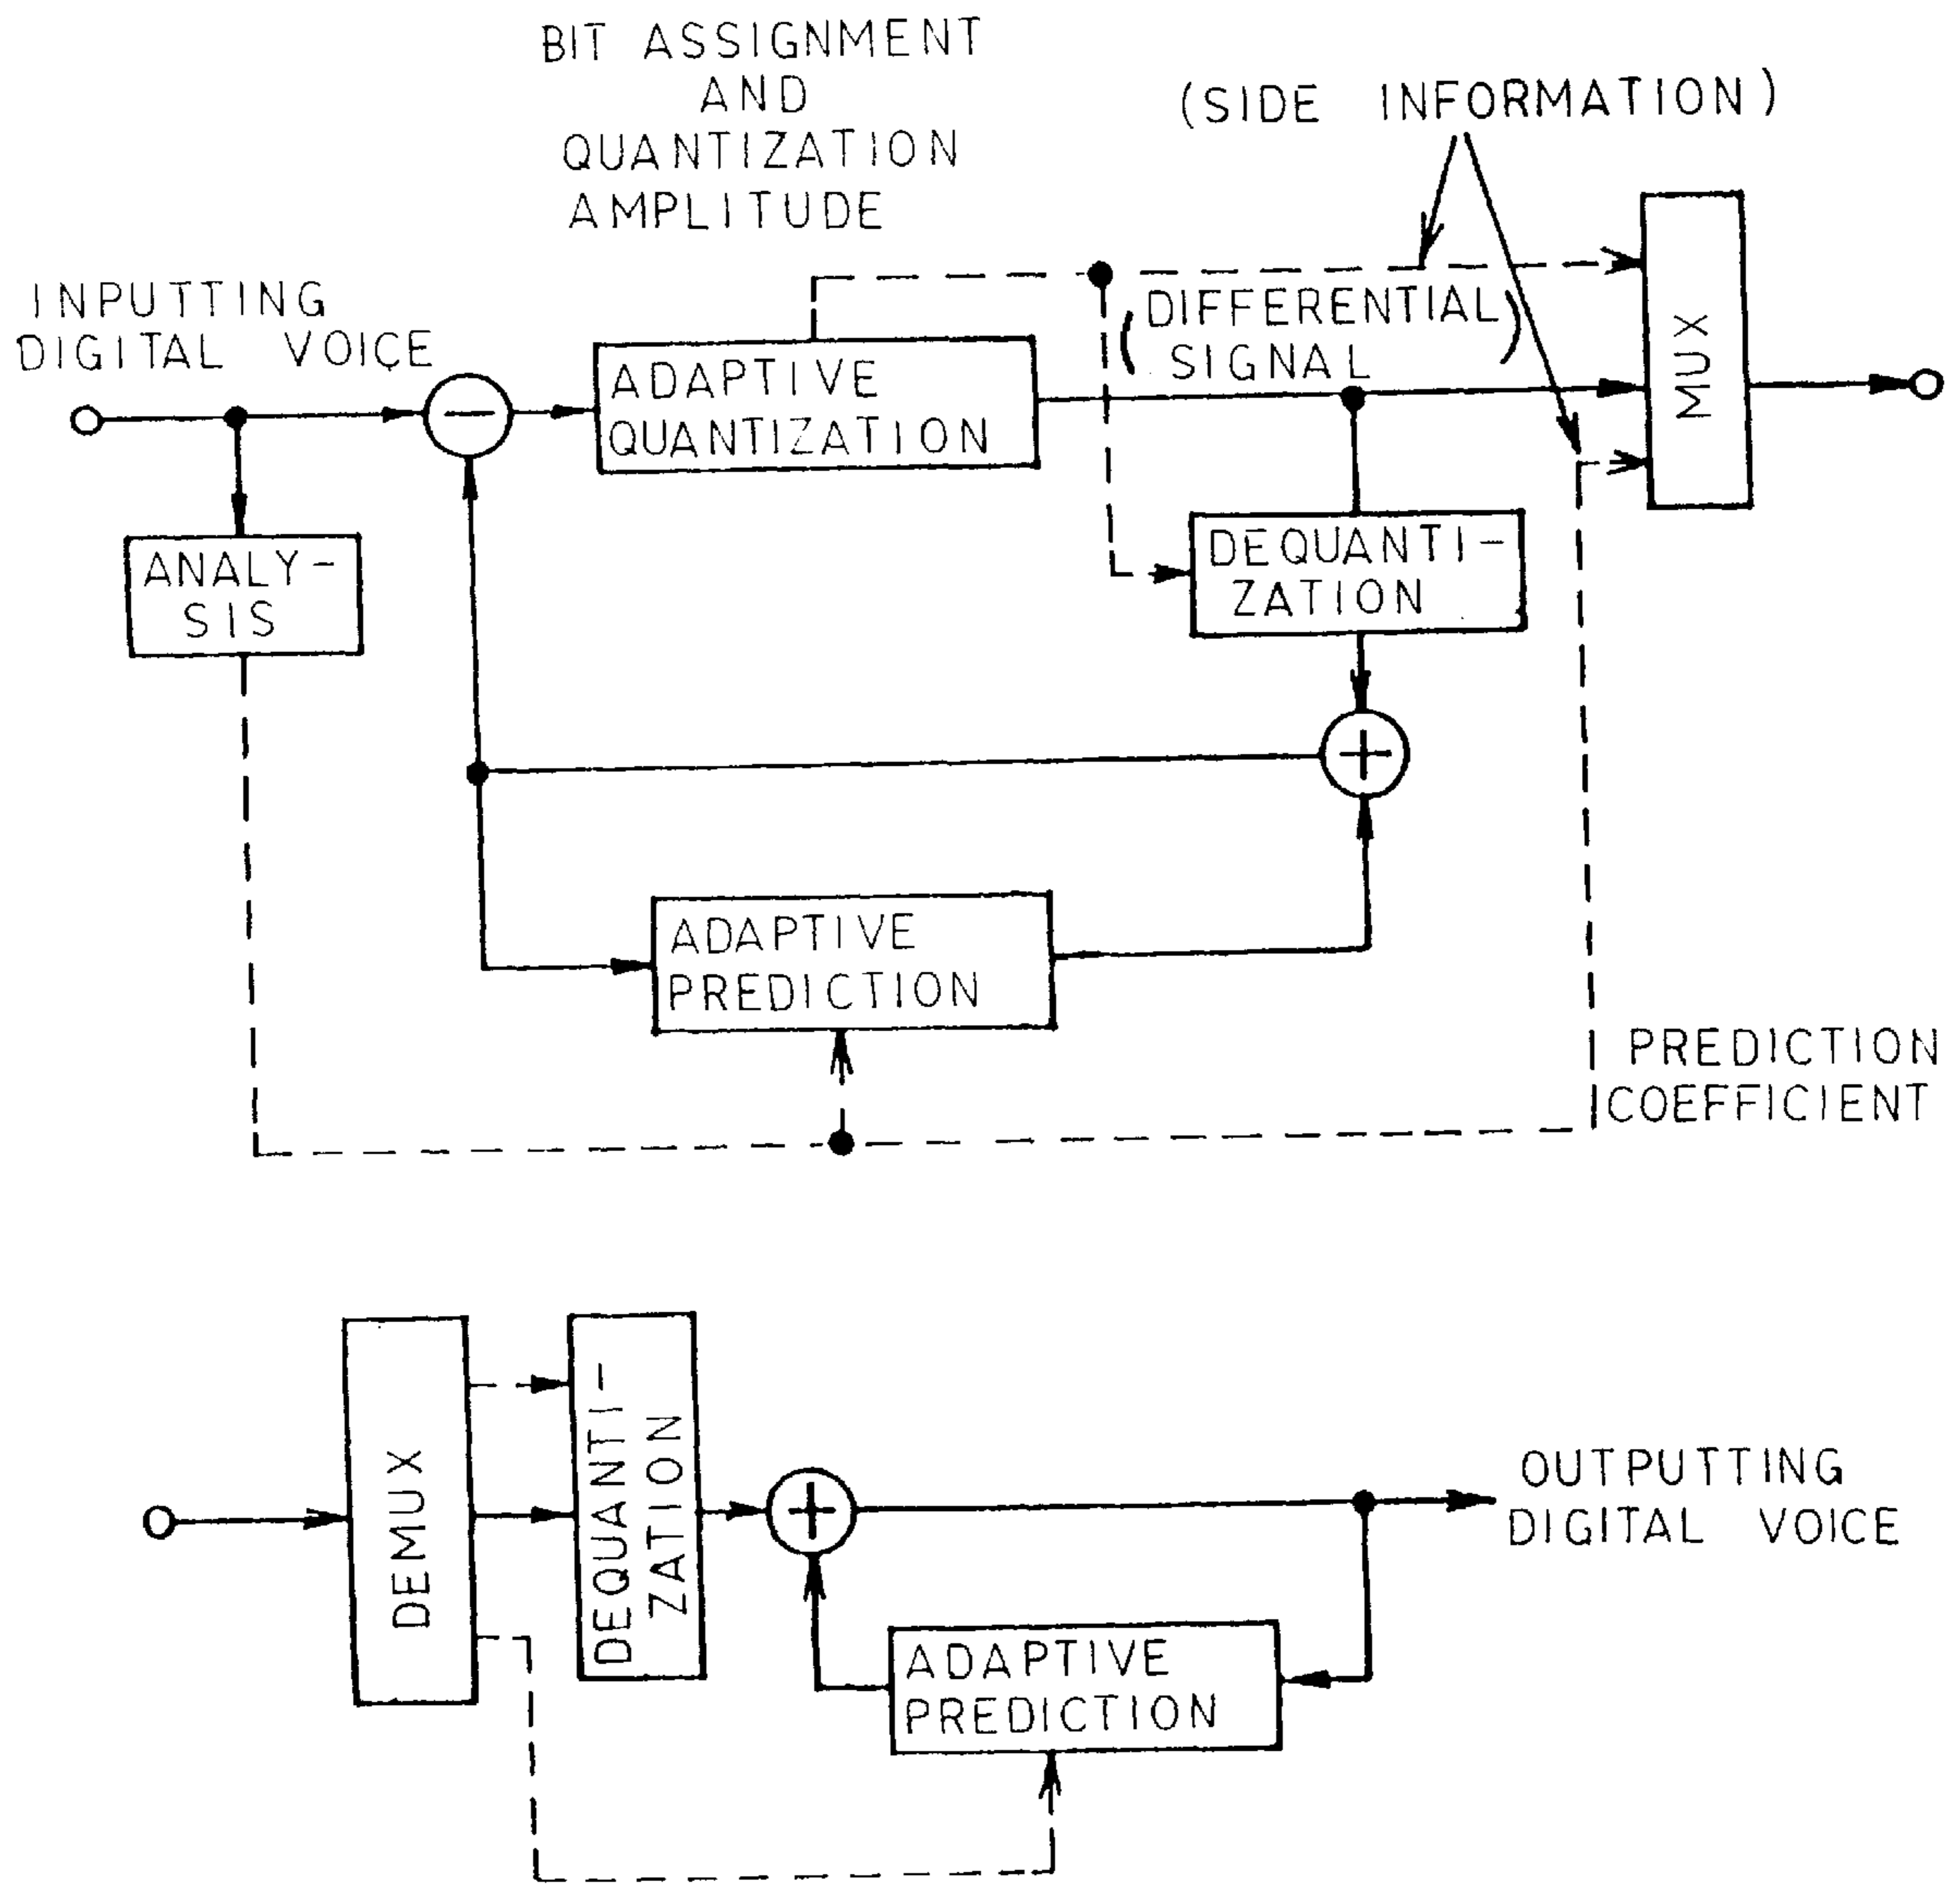 BIT ASSIGNMENT
AND
QUANTIZATION
AMPLITUDE
(SIDE INFORMATION)
INPUTTING
DIGITAL VOICE
(DIFFERENTIAL
SIGNAL)
ADAPTIVE
QUANTIZATION
MUX
ANALY-
SIS
DEQUANTI-
ZATION
ADAPTIVE
PREDICTION
PREDICTION
COEFFICIENT
DEMUX
DEQUANTI-
ZATION
OUTPUTTING
DIGITAL VOICE
ADAPTIVE
PREDICTION